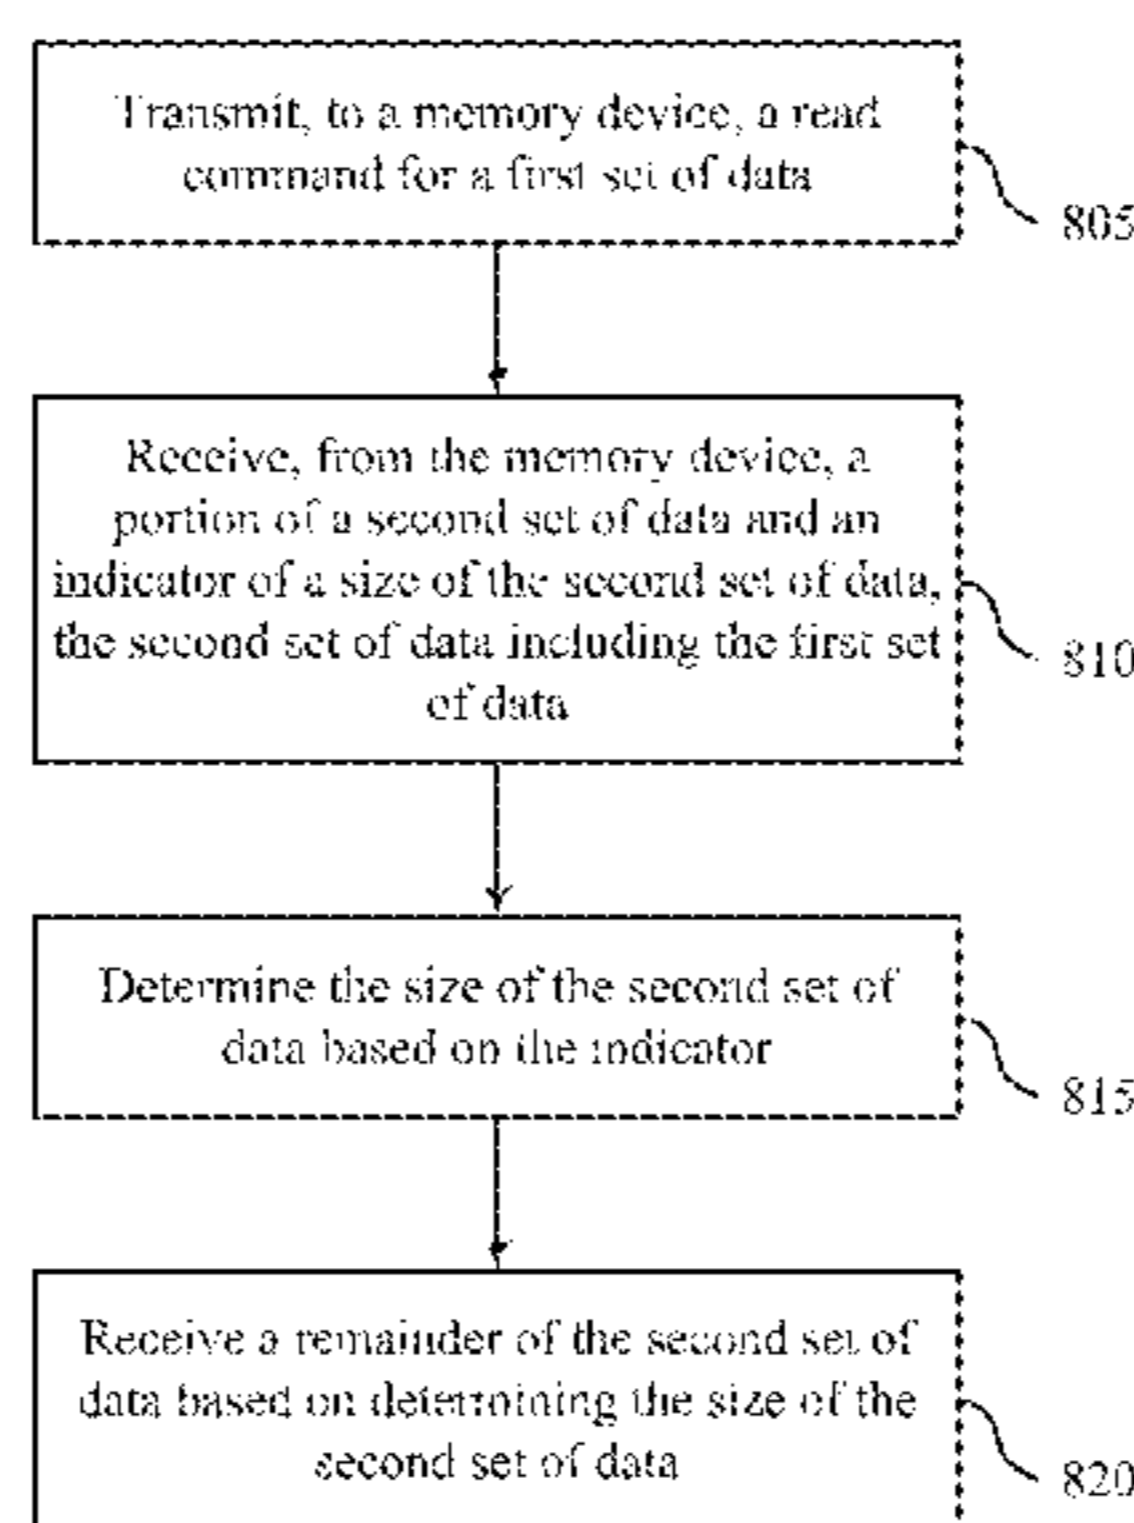 Transmit, to a memory device, a read
command for a first set of data
805
Receive, from the memory device, a
portion of a second set of data and an
indicator of a size of the second set of data,
the second set of data including the first set
of data
810
Determine the size of the second set of
data based on the indicator
815
Receive a remainder of the second set of
data based on determining the size of the
second set of data
820